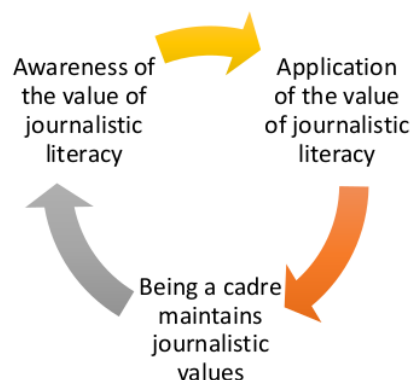 Awareness of
the value of
journalistic
literacy
Application
of the value
of journalistic
literacy
Being a cadre
maintains
journalistic
values